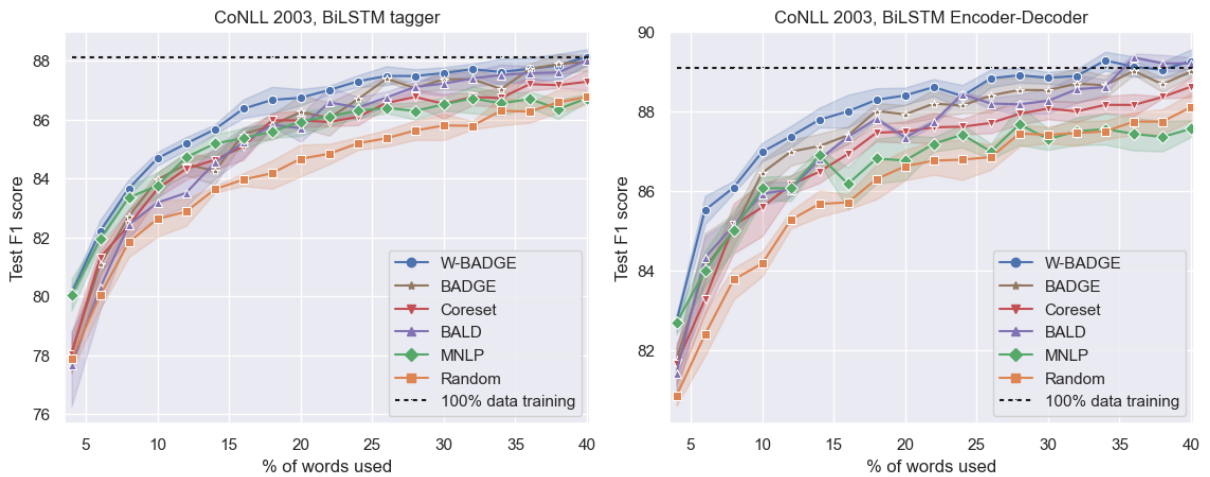 CoNLL 2003, BiLSTM tagger
88
86
84
82
80
78
76
Test F1 score
W-BADGE
BADGE
Coreset
BALD
MNLP
Random
100% data training
5 10 15 20 25 30 35 40
% of words used
CoNLL 2003, BiLSTM Encoder-Decoder
90
88
86
84
82
Test F1 score
W-BADGE
BADGE
Coreset
BALD
MNLP
Random
100% data training
5 10 15 20 25 30 35 40
% of words used